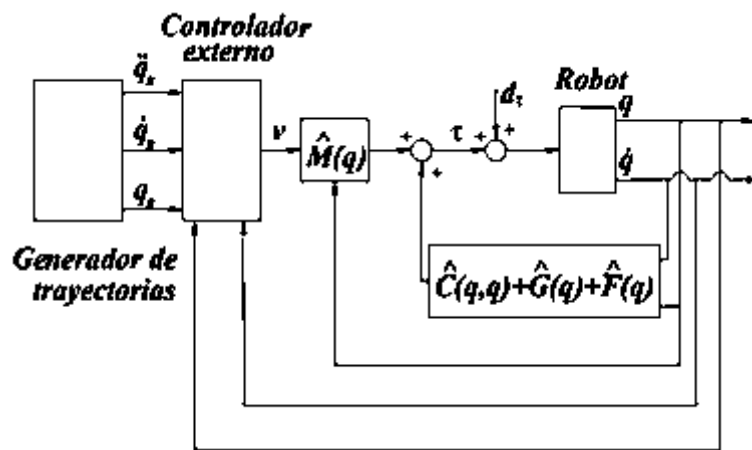 Controlador
externo
Robot
q̈ₛ
q̇ₛ
qₛ
v
M̂(q)
+
+
τ
dτ
+
+
q
q̇
Ĉ(q,q)+Ĝ(q)+F̂(q)
Generador de
trayectorias